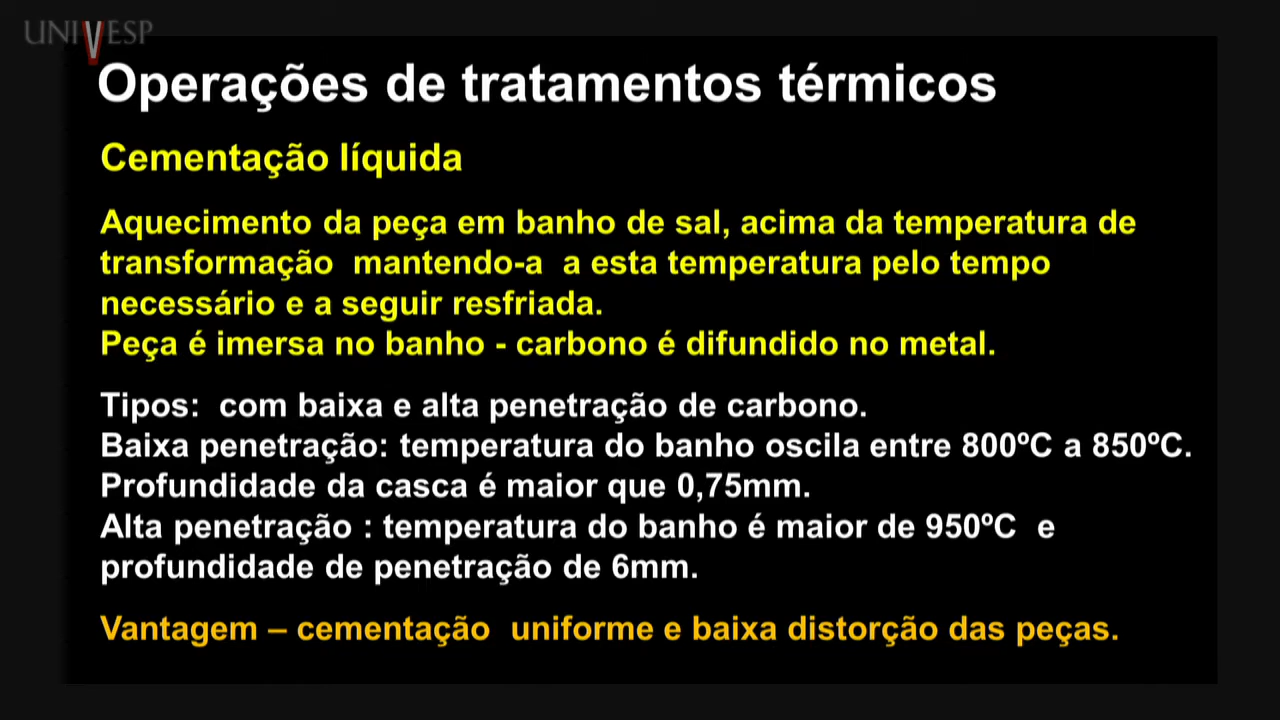 UNIVESP
Operações de tratamentos térmicos
Cementação líquida
Aquecimento da peça em banho de sal, acima da temperatura de
transformação mantendo-a a esta temperatura pelo tempo
necessário e a seguir resfriada.
Peça é imersa no banho - carbono é difundido no metal.
Tipos: com baixa e alta penetração de carbono.
Baixa penetração: temperatura do banho oscila entre 800ºC a 850ºC.
Profundidade da casca é maior que 0,75mm.
Alta penetração : temperatura do banho é maior de 950ºC e
profundidade de penetração de 6mm.
Vantagem – cementação uniforme e baixa distorção das peças.